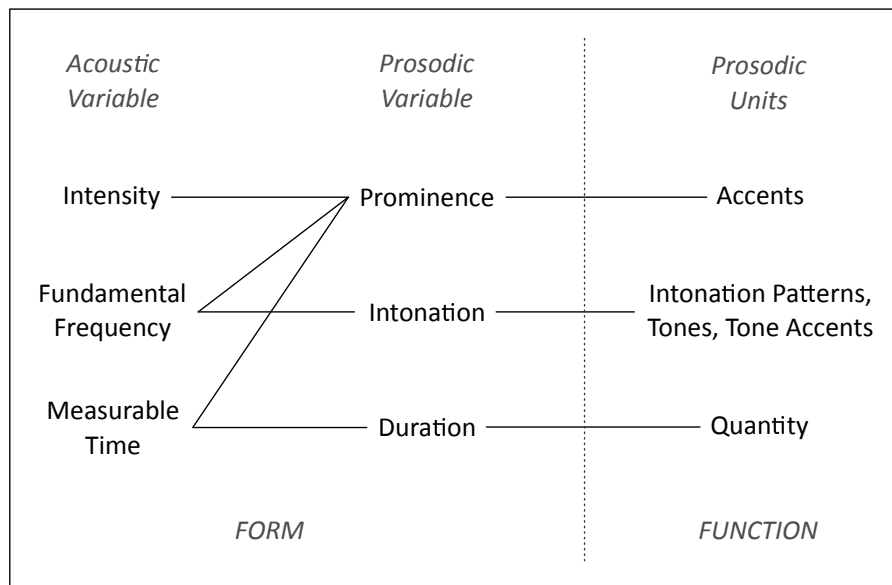 Acoustic
Variable
Prosodic
Variable
Prosodic
Units
Intensity
Prominence
Accents
Fundamental
Frequency
Intonation
Intonation Patterns,
Tones, Tone Accents
Measurable
Time
Duration
Quantity
FORM
FUNCTION